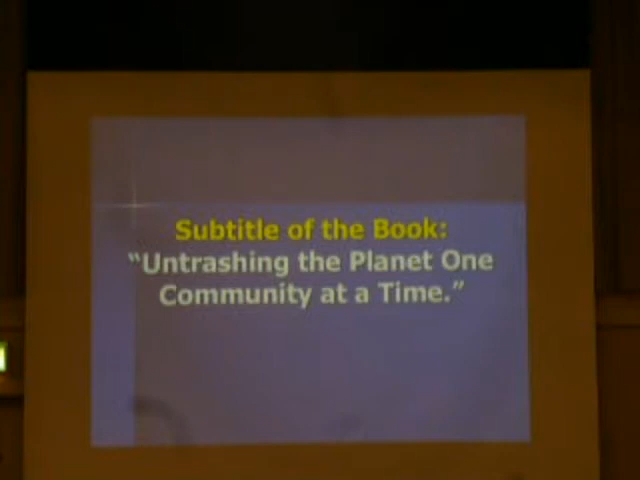 Subtitle of the Book:
“Untrashing the Planet One
Community at a Time.”